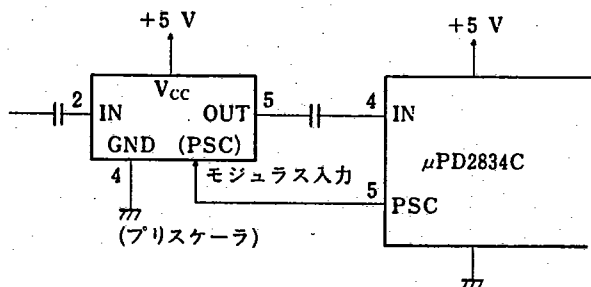 +5 V
+5 V
2 IN VCC OUT 5
4 IN
GND (PSC)
4
モジュラス入力
μPD2834C
5 PSC
(プリスケーラ)